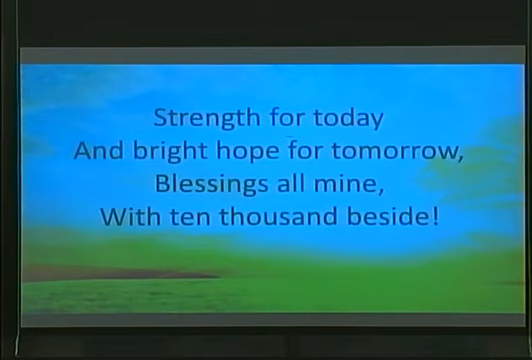 Strength for today
And bright hope for tomorrow,
Blessings all mine,
With ten thousand beside!